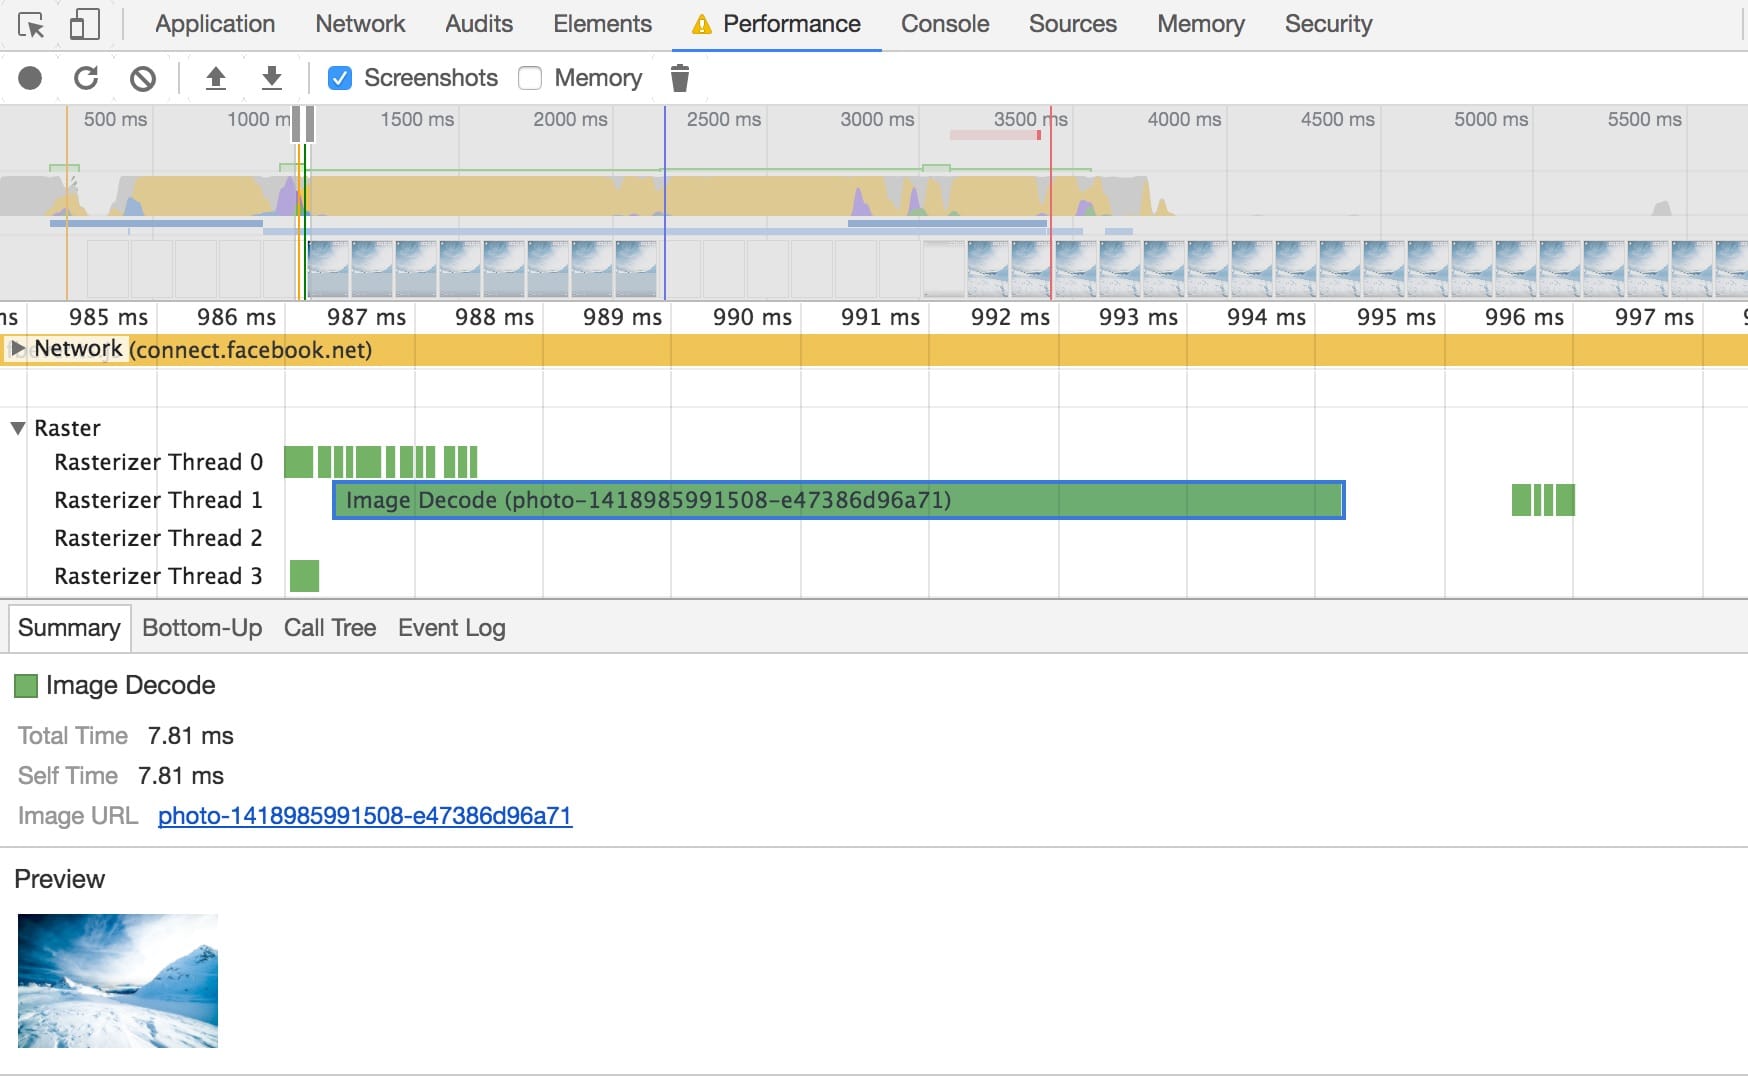 Application Network Audits Elements Performance Console Sources Memory Security
Screenshots Memory
500 ms 1000 m 1500 ms 2000 ms 2500 ms 3000 ms 3500 ms 4000 ms 4500 ms 5000 ms 5500 ms
985 ms 986 ms 987 ms 988 ms 989 ms 990 ms 991 ms 992 ms 993 ms 994 ms 995 ms 996 ms 997 ms
Network (connect.facebook.net)
Raster
Rasterizer Thread 0
Rasterizer Thread 1 Image Decode (photo-1418985991508-e47386d96a71)
Rasterizer Thread 2
Rasterizer Thread 3
Summary Bottom-Up Call Tree Event Log
Image Decode
Total Time 7.81 ms
Self Time 7.81 ms
Image URL photo-1418985991508-e47386d96a71
Preview